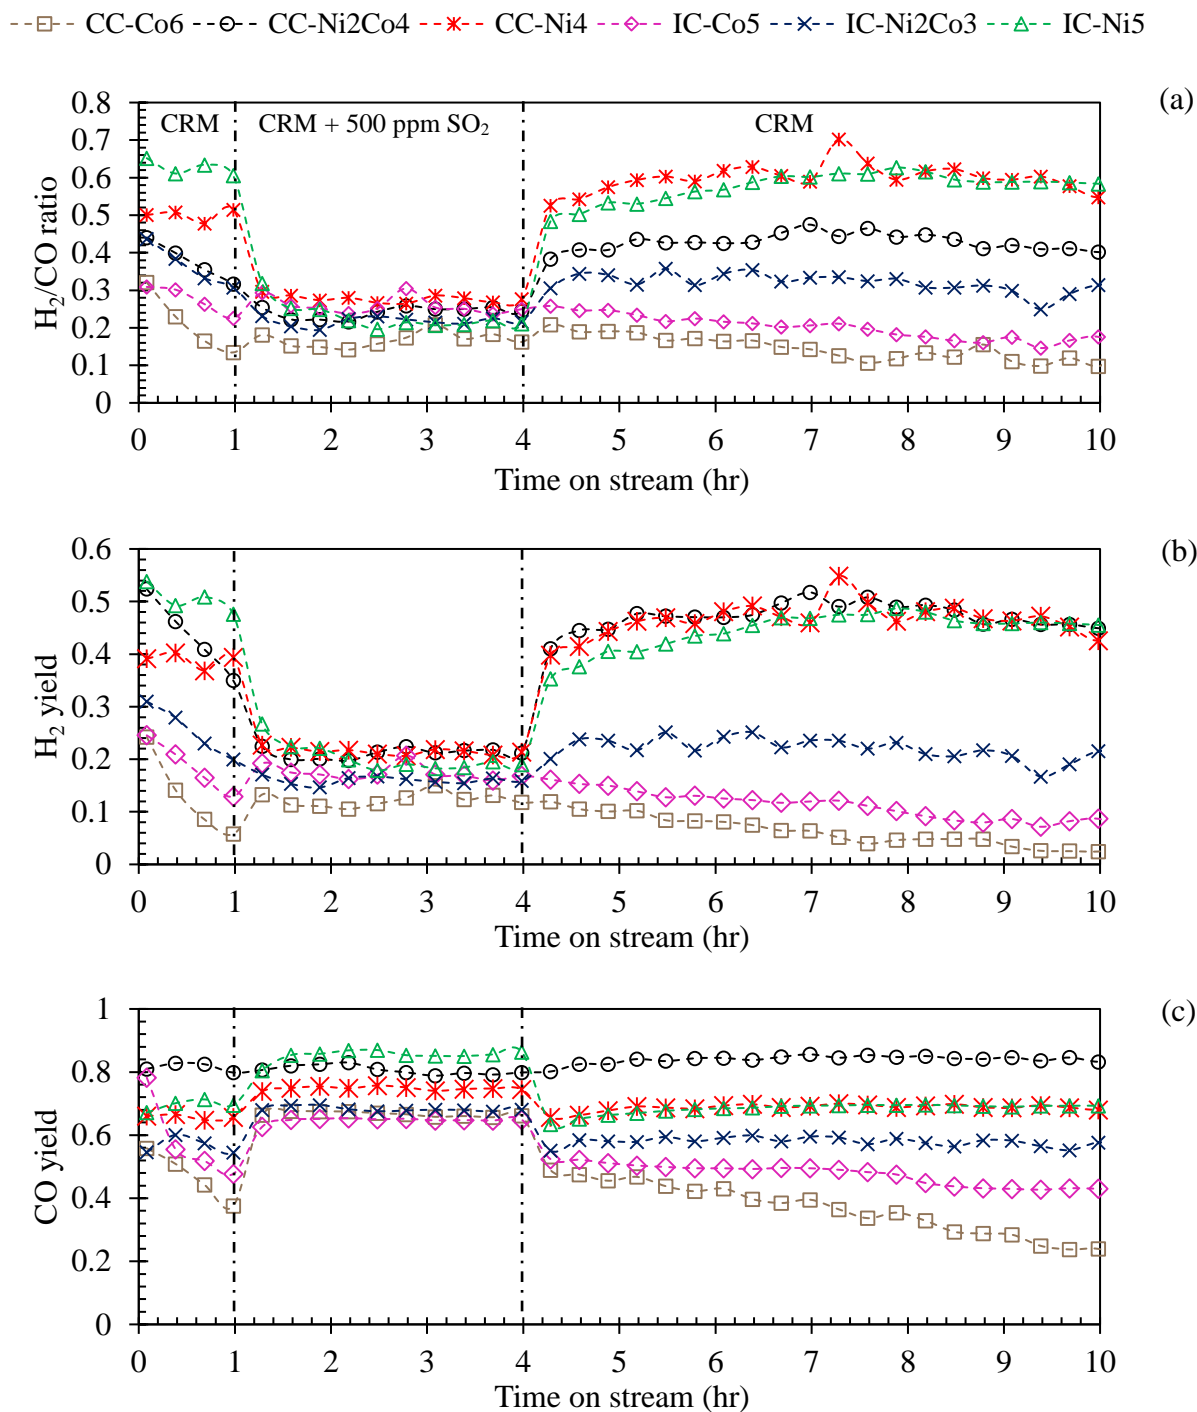 CC-Co6 CC-Ni2Co4 CC-Ni4 IC-Co5 IC-Ni2Co3 IC-Ni5
(a)
H₂/CO ratio
0.8
0.7
0.6
0.5
0.4
0.3
0.2
0.1
0
CRM
CRM + 500 ppm SO₂
CRM
0 1 2 3 4 5 6 7 8 9 10
Time on stream (hr)
(b)
H₂ yield
0.6
0.5
0.4
0.3
0.2
0.1
0
0 1 2 3 4 5 6 7 8 9 10
Time on stream (hr)
(c)
CO yield
1
0.8
0.6
0.4
0.2
0
0 1 2 3 4 5 6 7 8 9 10
Time on stream (hr)